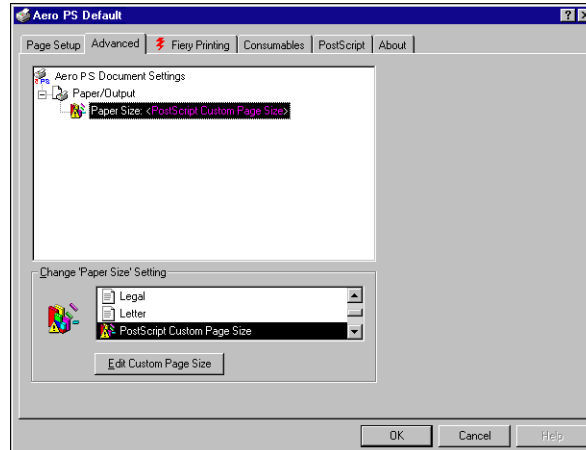 Aero PS Default
Page Setup Advanced Fiery Printing Consumables PostScript About
Aero PS Document Settings
Paper/Output
Paper Size: <PostScript Custom Page Size>
Change 'Paper Size' Setting
Legal
Letter
PostScript Custom Page Size
Edit Custom Page Size
OK Cancel Help